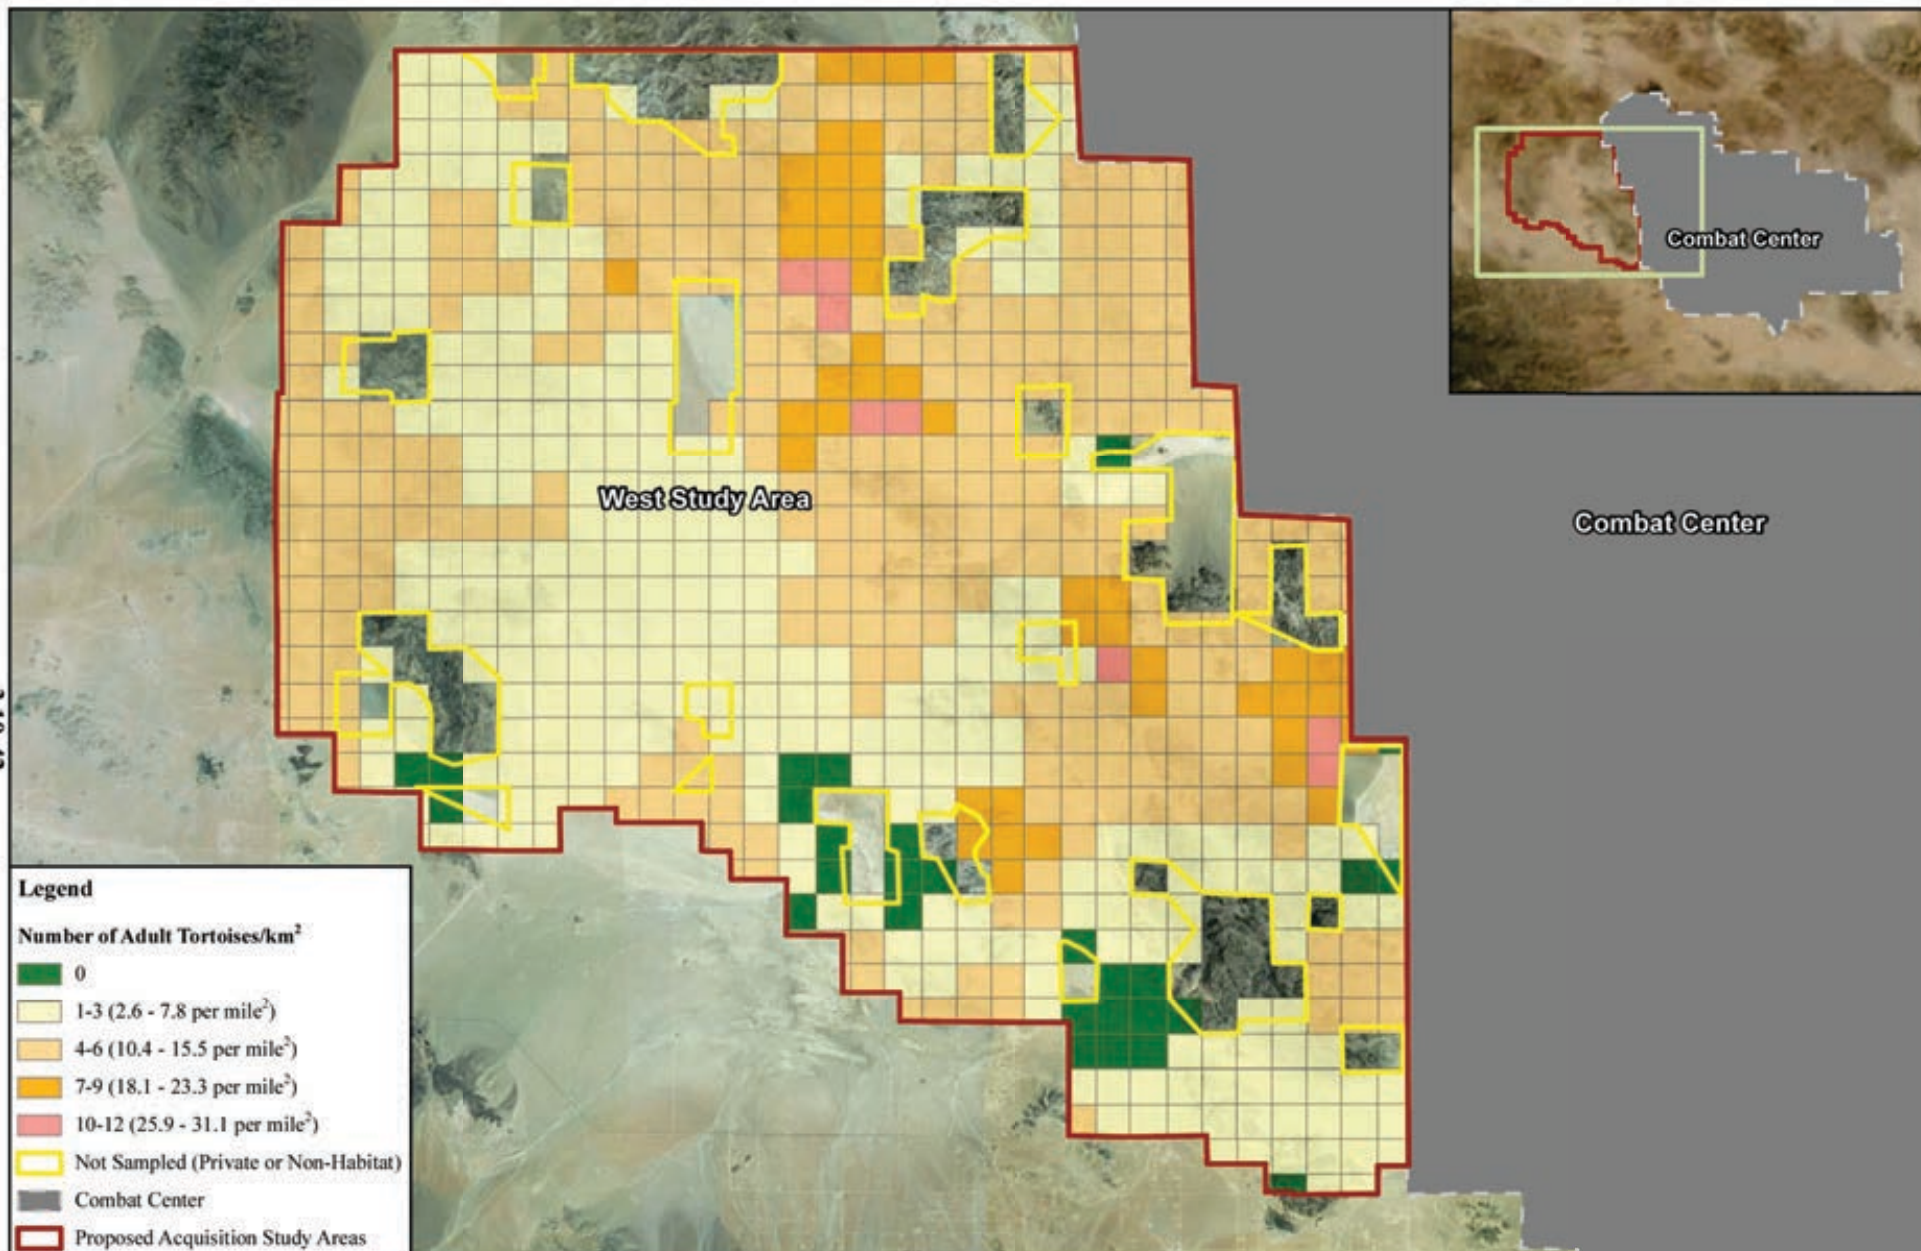 Combat Center
West Study Area
Combat Center
Legend
Number of Adult Tortoises/km²
0
1-3 (2.6 - 7.8 per mile²)
4-6 (10.4 - 15.5 per mile²)
7-9 (18.1 - 23.3 per mile²)
10-12 (25.9 - 31.1 per mile²)
Not Sampled (Private or Non-Habitat)
Combat Center
Proposed Acquisition Study Areas